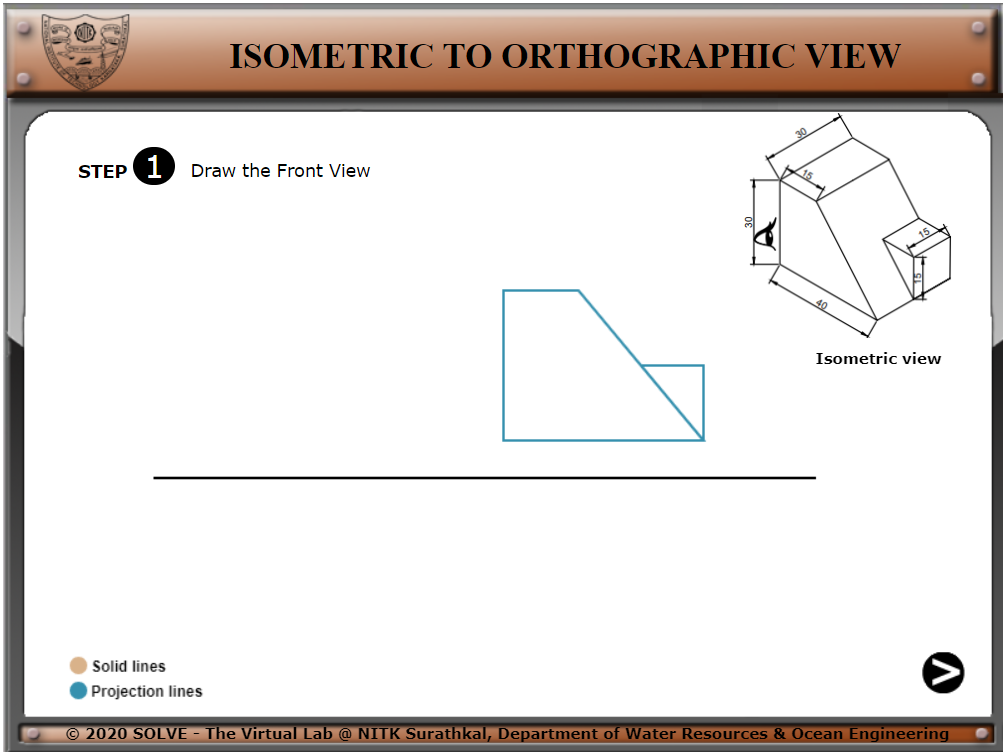 ISOMETRIC TO ORTHOGRAPHIC VIEW
STEP 1 Draw the Front View
30
15
30
15
15
40
Isometric view
Solid lines
Projection lines
>
© 2020 SOLVE - The Virtual Lab @ NITK Surathkal, Department of Water Resources & Ocean Engineering